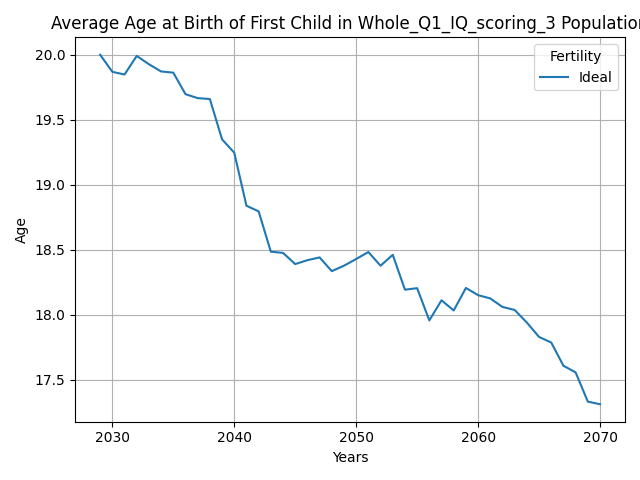 Average Age at Birth of First Child in Whole_Q1_IQ_scoring_3 Population
Fertility
Ideal
20.0
19.5
19.0
18.5
18.0
17.5
Age
2030 2040 2050 2060 2070
Years